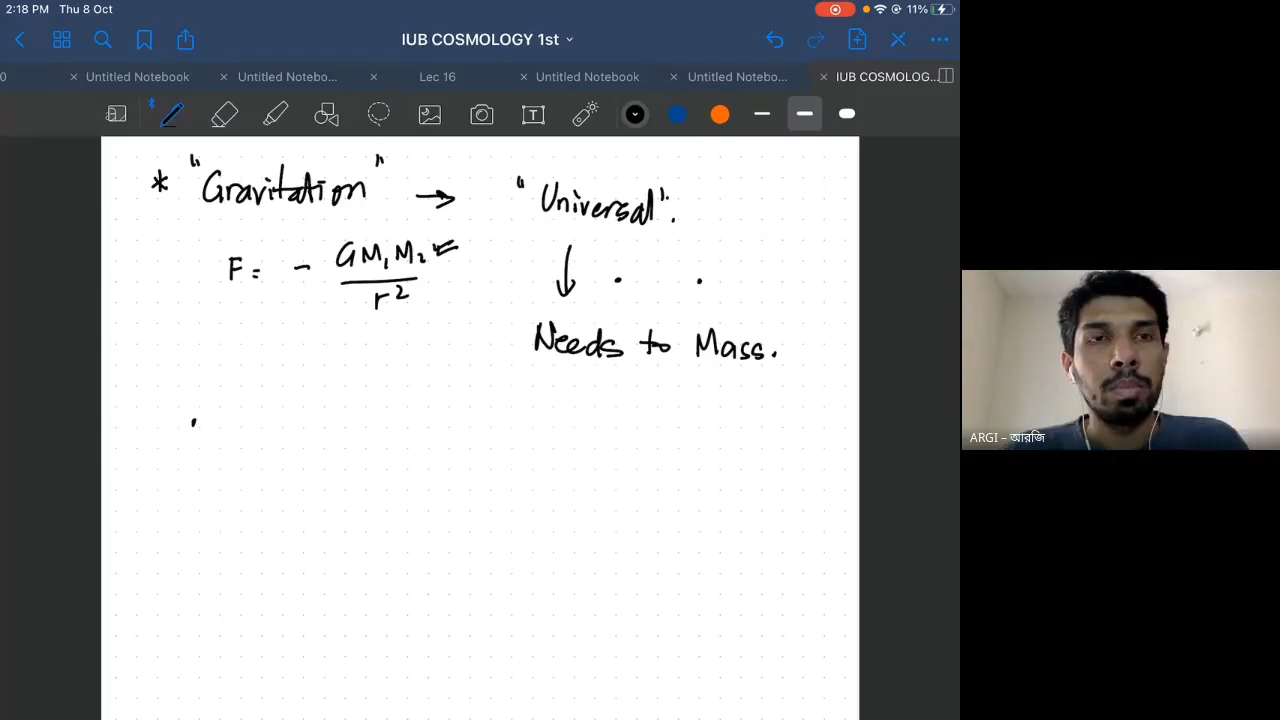 2:18 PM Thu 8 Oct
11%
IUB COSMOLOGY 1st
0
Untitled Notebook
Untitled Notebo...
Lec 16
Untitled Notebook
Untitled Notebo...
IUB COSMOLOG...
T
* "Gravitation" → "Universal".
F = - GM₁M₂ / r²
Needs to Mass.
ARGI – আরজি